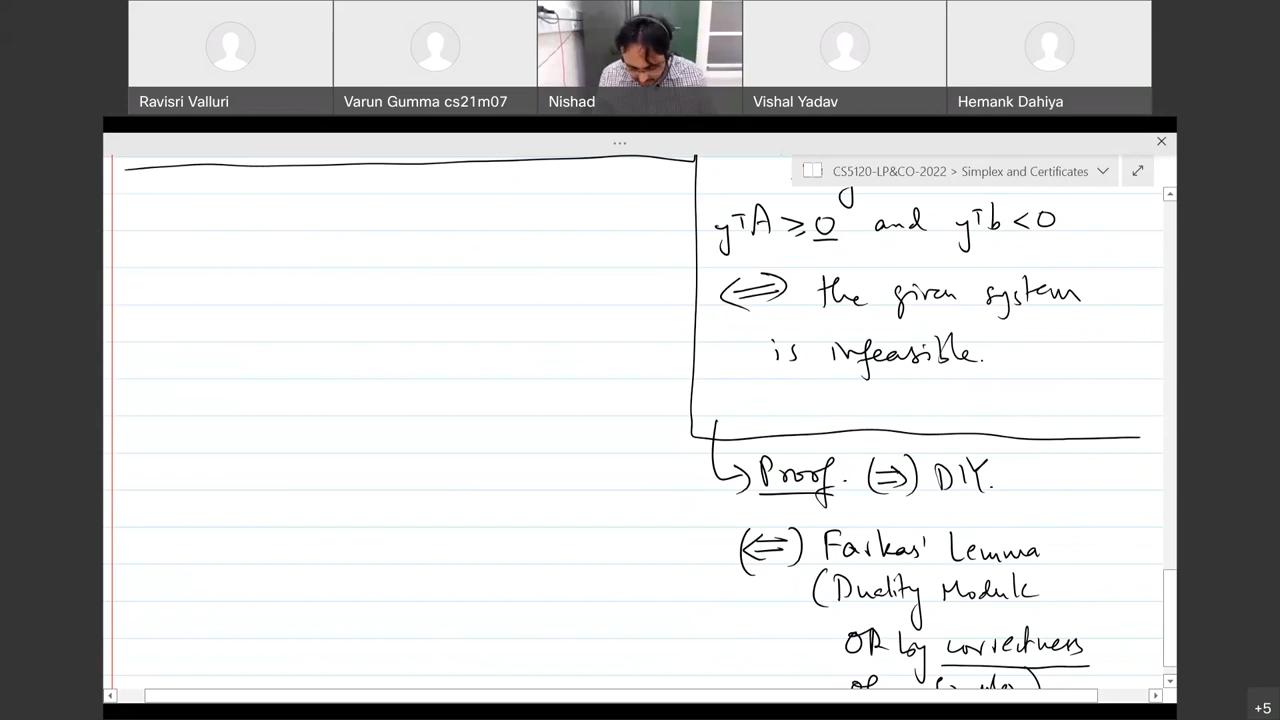 Ravisri Valluri
Varun Gumma cs21m07
Nishad
Vishal Yadav
Hemank Dahiya
CS5120-LP&CO-2022 > Simplex and Certificates
yᵀA ≥ 0 and yᵀb < 0
⇔ the given system
is infeasible.
Proof. (⇒) DIY.
(⇐) Farkas' Lemma
(Duality Module
OR by correctness
of
+5